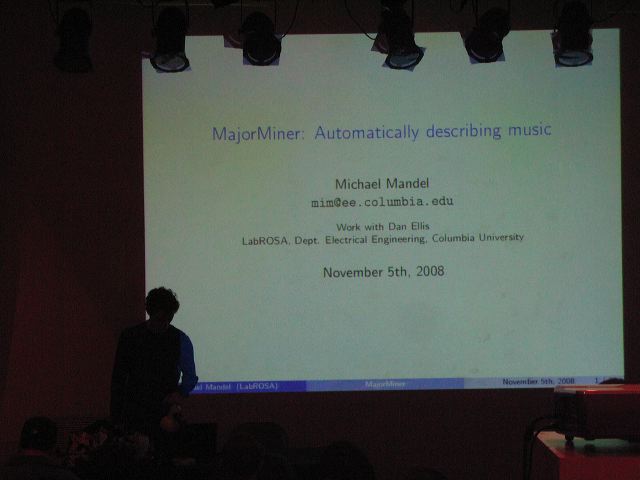 MajorMiner: Automatically describing music
Michael Mandel
mim@ee.columbia.edu
Work with Dan Ellis
LabROSA, Dept. Electrical Engineering, Columbia University
November 5th, 2008
Mandel (LabROSA) MajorMiner November 5th, 2008 1